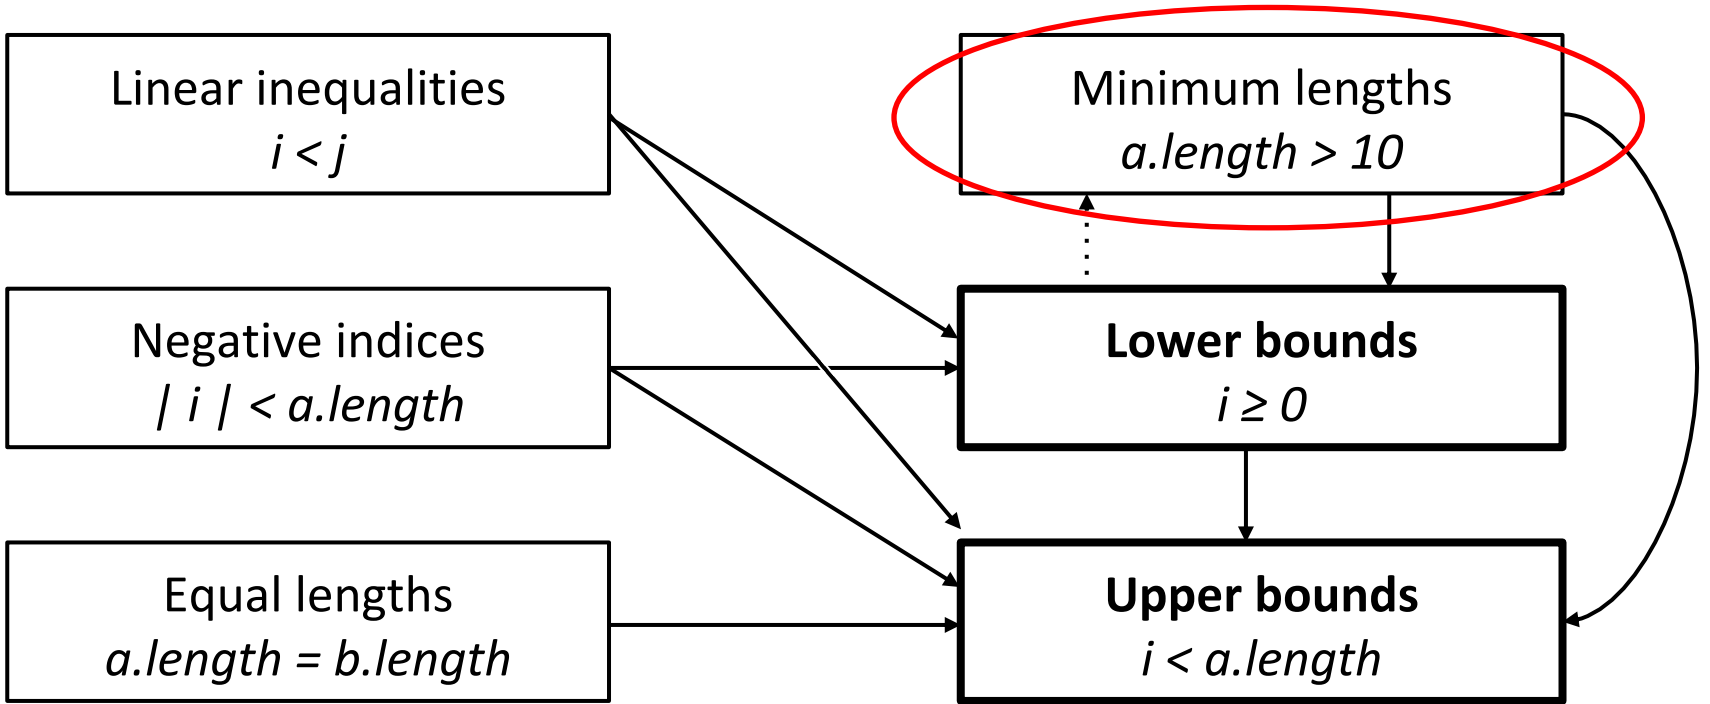 Linear inequalities
i < j
Minimum lengths
a.length > 10
Negative indices
| i | < a.length
Lower bounds
i ≥ 0
Equal lengths
a.length = b.length
Upper bounds
i < a.length